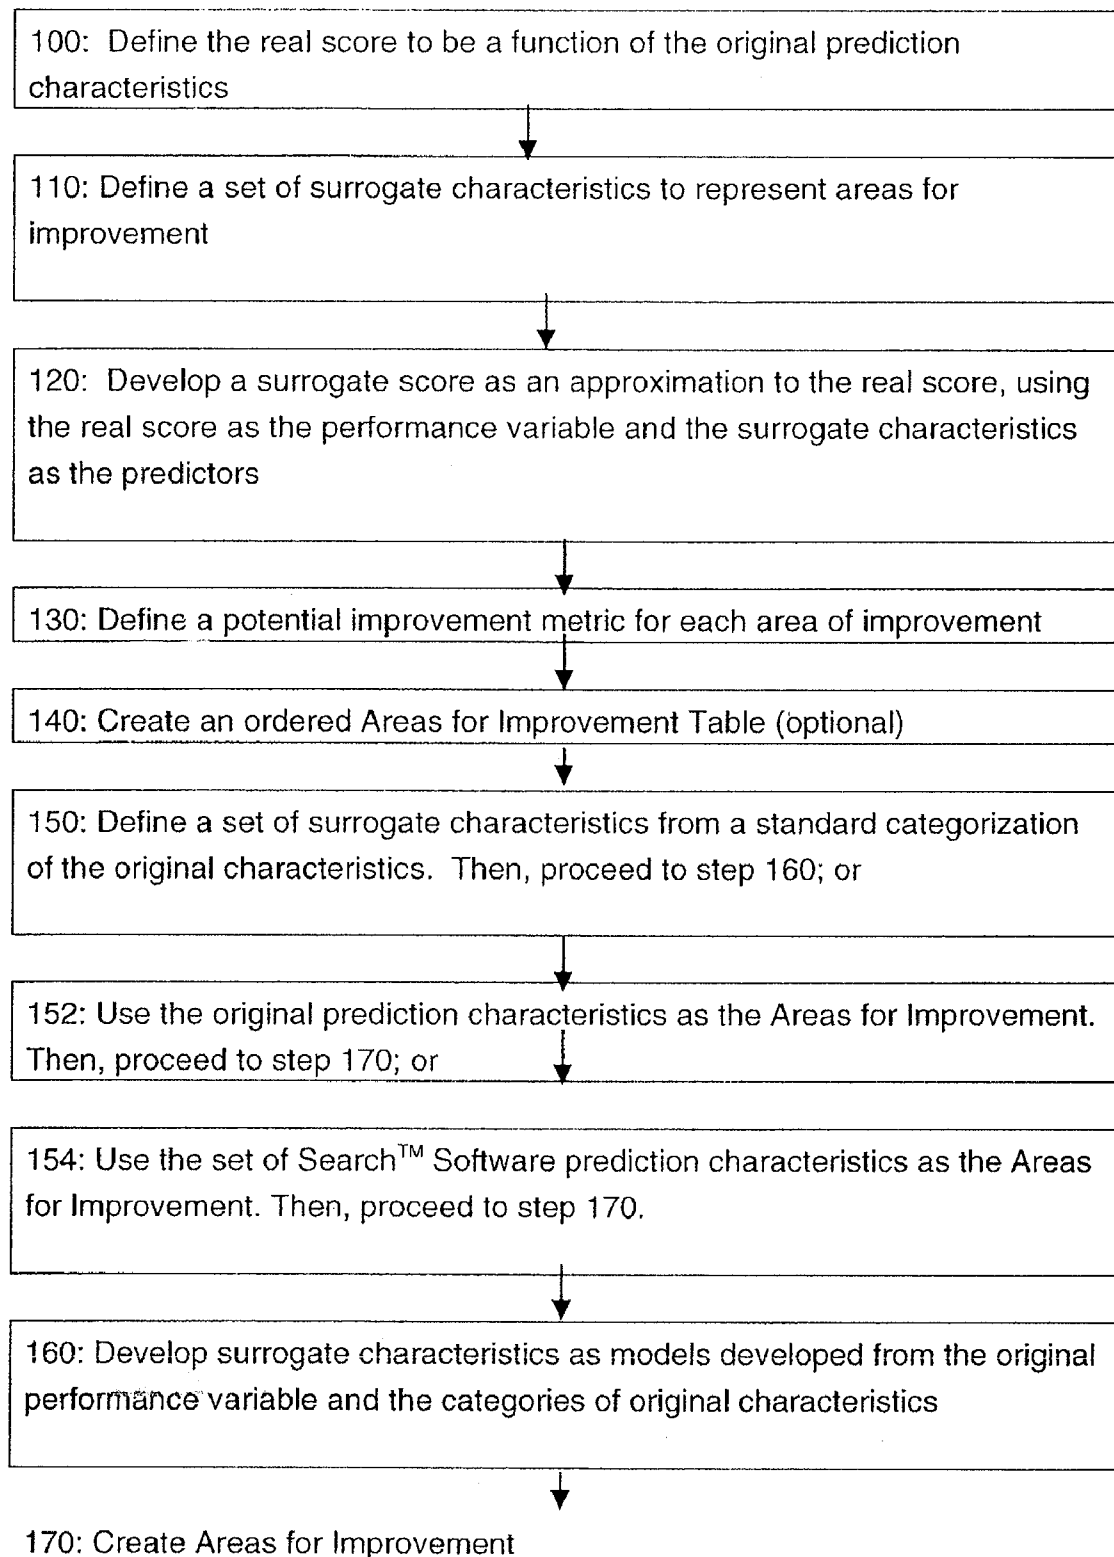 100: Define the real score to be a function of the original prediction
characteristics
110: Define a set of surrogate characteristics to represent areas for
improvement
120: Develop a surrogate score as an approximation to the real score, using
the real score as the performance variable and the surrogate characteristics
as the predictors
130: Define a potential improvement metric for each area of improvement
140: Create an ordered Areas for Improvement Table (optional)
150: Define a set of surrogate characteristics from a standard categorization
of the original characteristics. Then, proceed to step 160; or
152: Use the original prediction characteristics as the Areas for Improvement.
Then, proceed to step 170; or
154: Use the set of Search™ Software prediction characteristics as the Areas
for Improvement. Then, proceed to step 170.
160: Develop surrogate characteristics as models developed from the original
performance variable and the categories of original characteristics
170: Create Areas for Improvement